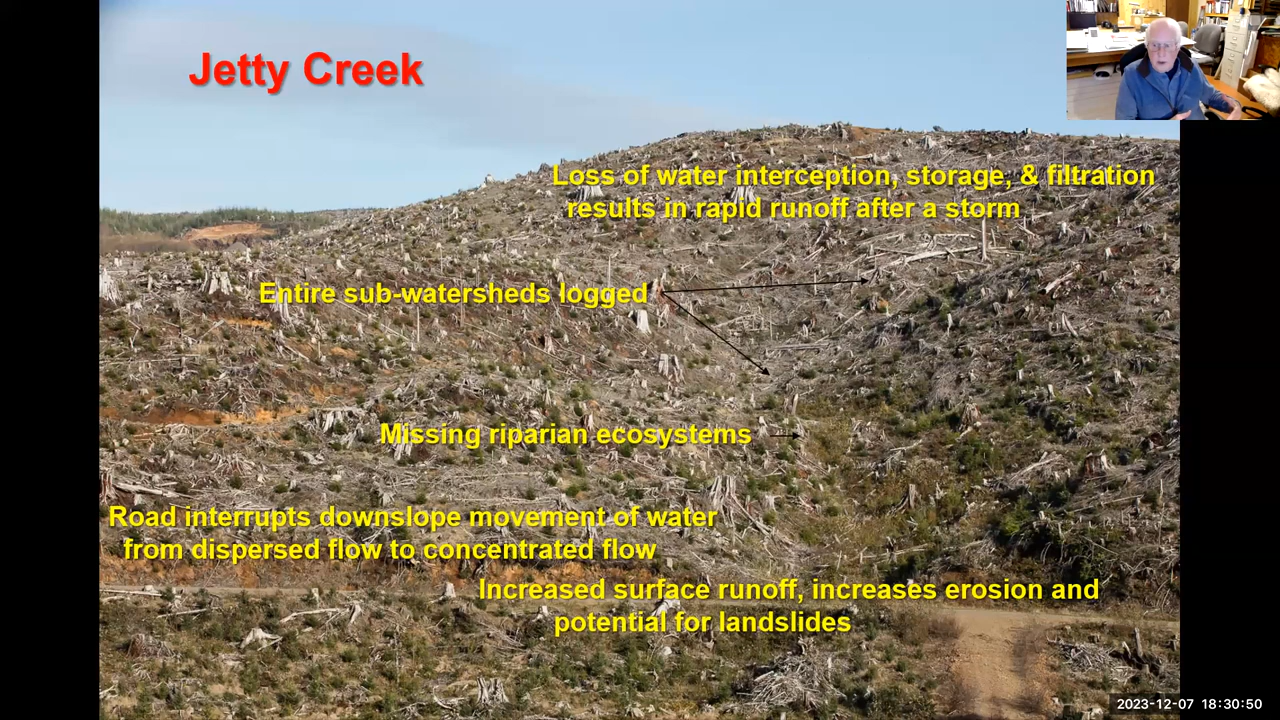 Jetty Creek
Loss of water interception, storage, & filtration
results in rapid runoff after a storm
Entire sub-watersheds logged
Missing riparian ecosystems
Road interrupts downslope movement of water
from dispersed flow to concentrated flow
Increased surface runoff, increases erosion and
potential for landslides
2023-12-07 18:30:50